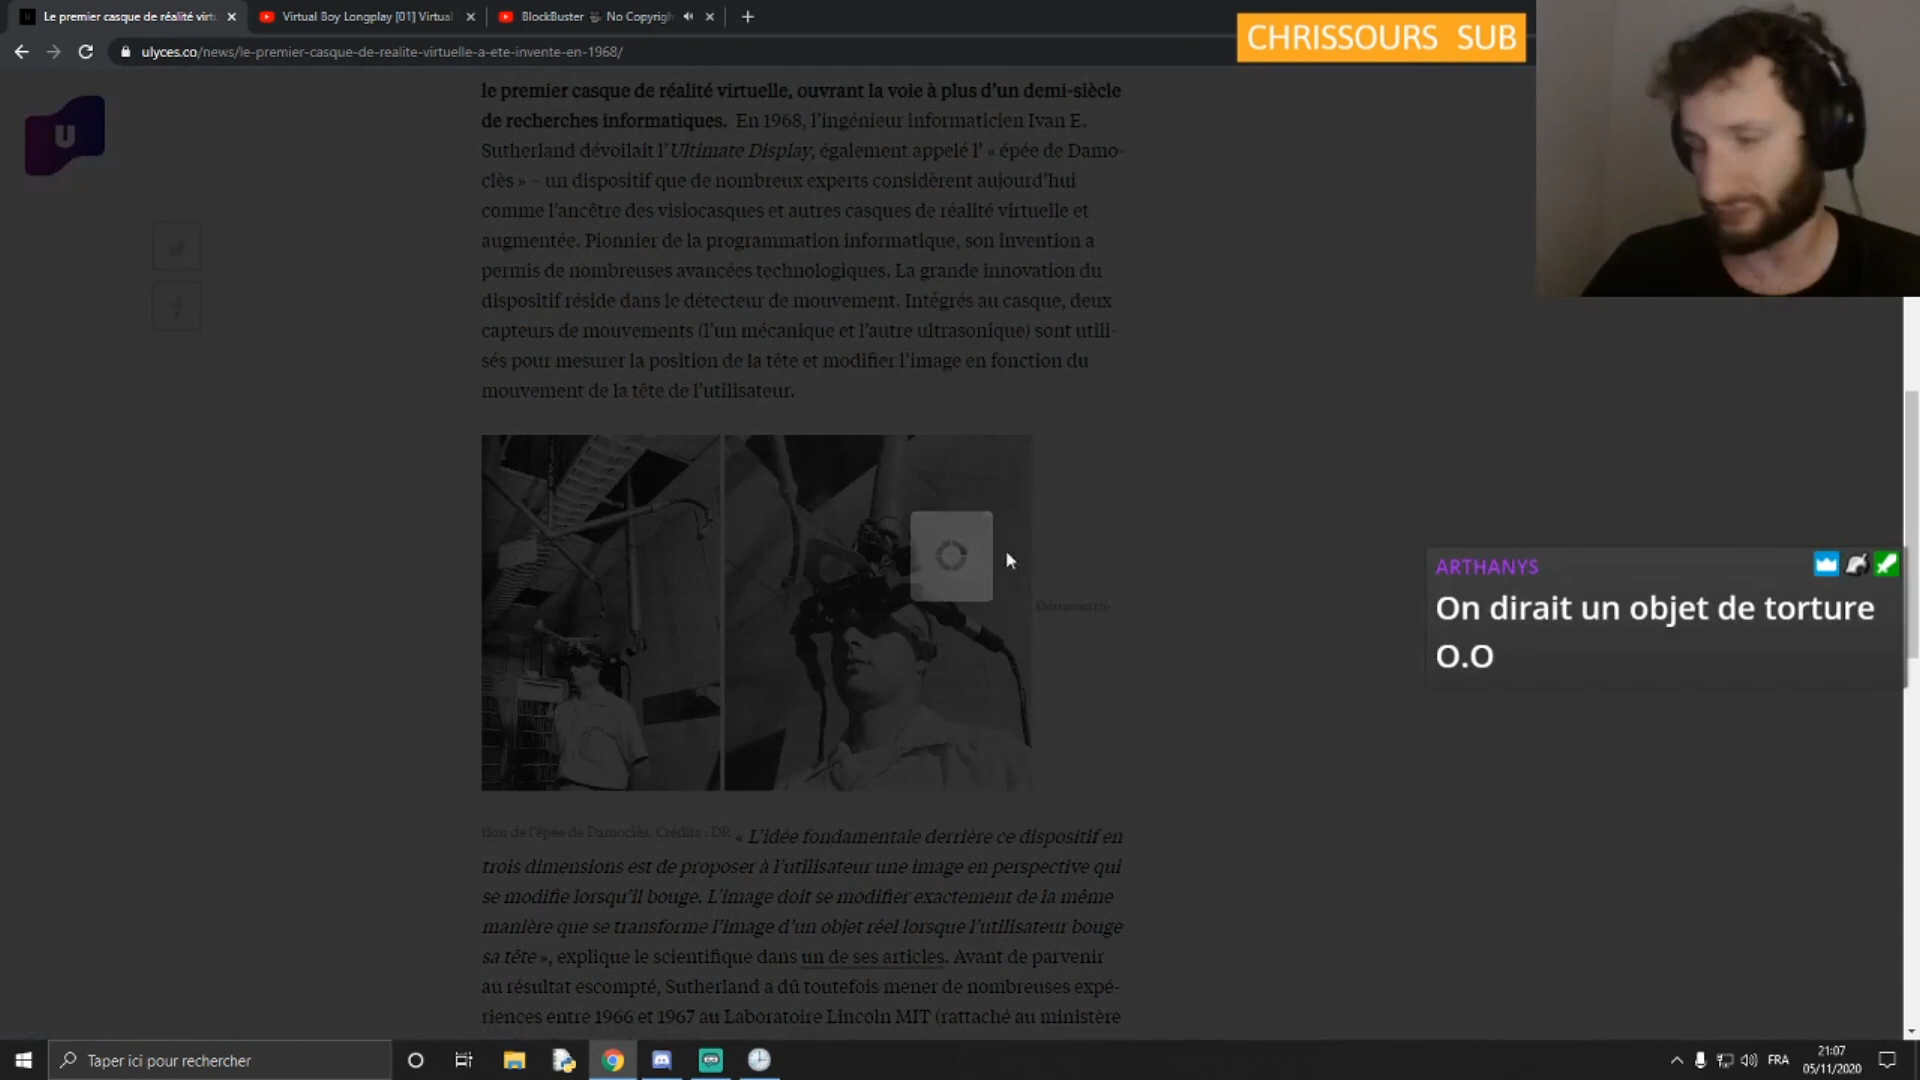 Le premier casque de réalité virt
Virtual Boy Longplay [01] Virtual
BlockBuster 🎬 No Copyrigh
ulyces.co/news/le-premier-casque-de-realite-virtuelle-a-ete-invente-en-1968/
CHRISSOURS SUB
U
le premier casque de réalité virtuelle, ouvrant la voie à plus d'un demi-siècle
de recherches informatiques. En 1968, l'ingénieur informaticien Ivan E.
Sutherland dévoilait l'Ultimate Display, également appelé l' « épée de Damo-
clès » – un dispositif que de nombreux experts considèrent aujourd'hui
comme l'ancêtre des visiocasques et autres casques de réalité virtuelle et
augmentée. Pionnier de la programmation informatique, son invention a
permis de nombreuses avancées technologiques. La grande innovation du
dispositif réside dans le détecteur de mouvement. Intégrés au casque, deux
capteurs de mouvements (l'un mécanique et l'autre ultrasonique) sont utili-
sés pour mesurer la position de la tête et modifier l'image en fonction du
mouvement de la tête de l'utilisateur.
Démonstra-
tion de l'épée de Damoclès. Crédits : DR « L'idée fondamentale derrière ce dispositif en
trois dimensions est de proposer à l'utilisateur une image en perspective qui
se modifie lorsqu'il bouge. L'image doit se modifier exactement de la même
manière que se transforme l'image d'un objet réel lorsque l'utilisateur bouge
sa tête », explique le scientifique dans un de ses articles. Avant de parvenir
au résultat escompté, Sutherland a dû toutefois mener de nombreuses expé-
riences entre 1966 et 1967 au Laboratoire Lincoln MIT (rattaché au ministère
ARTHANYS
On dirait un objet de torture
O.O
Taper ici pour rechercher
FRA
21:07
05/11/2020